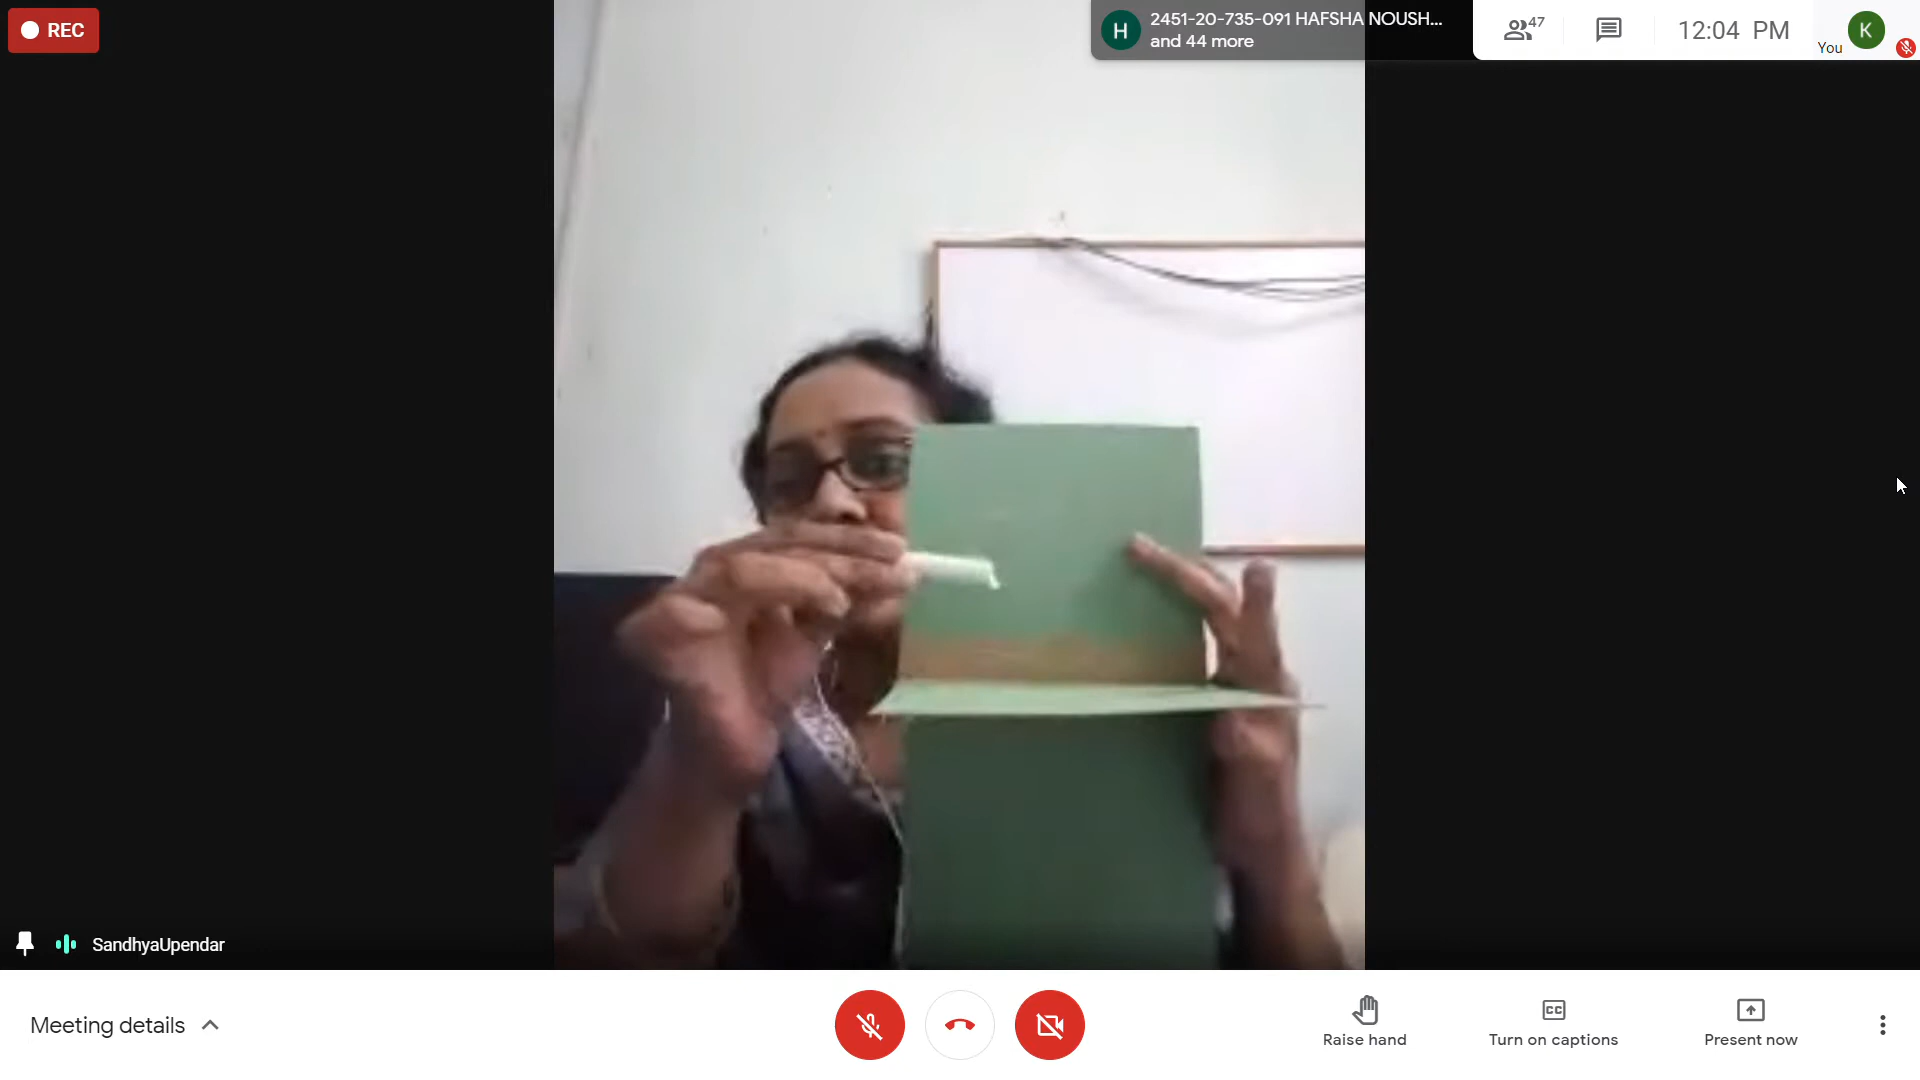 REC
H
2451-20-735-091 HAFSHA NOUSH...
and 44 more
47
12:04 PM
You
K
SandhyaUpendar
Meeting details
CC
Raise hand
Turn on captions
Present now